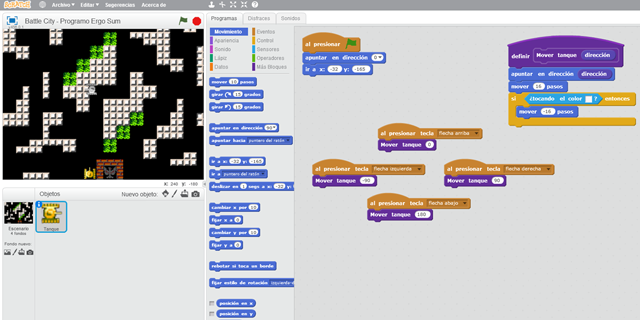 SCRATCH Archivo Editar Sugerencias Acerca de
Battle City - Programo Ergo Sum
Programas Disfraces Sonidos
Movimiento Eventos
Apariencia Control
Sonido Sensores
Lápiz Operadores
Datos Más Bloques
mover 10 pasos
girar 15 grados
girar 15 grados
apuntar en dirección 90
apuntar hacia puntero del ratón
ir a x: -32 y: -165
ir a puntero del ratón
deslizar en 1 segs a x: -32 y:
cambiar x por 10
fijar x a 0
cambiar y por 10
fijar y a 0
rebotar si toca un borde
fijar estilo de rotación izquierda-d
posición en x
posición en y
X: 240 y: -180
Objetos Nuevo objeto:
Escenario
Fondo nuevo:
Tanque
al presionar
apuntar en dirección 0
ir a x: -32 y: -165
definir Mover tanque dirección
apuntar en dirección dirección
mover 16 pasos
si ¿tocando el color ? entonces
mover -16 pasos
al presionar tecla flecha arriba
Mover tanque 0
al presionar tecla flecha izquierda
Mover tanque -90
al presionar tecla flecha derecha
Mover tanque 90
al presionar tecla flecha abajo
Mover tanque 180